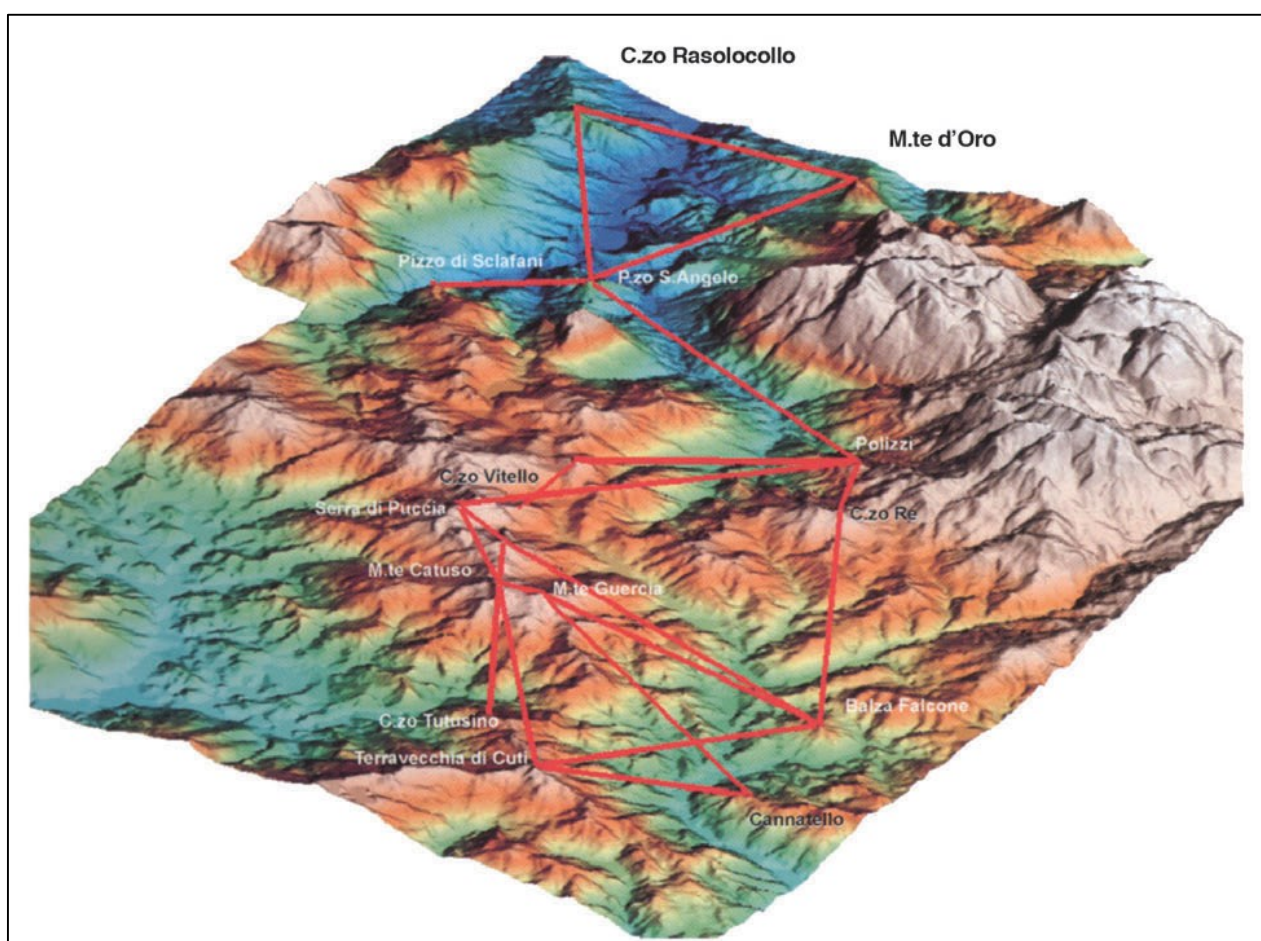 C.zo Rasolocollo
M.te d'Oro
Pizzo di Sclafani
P.zo S.Angelo
Polizzi
C.zo Vitello
Serra di Puccia
C.zo Re
M.te Catuso
M.te Guercia
Balza Falcone
C.zo Tutusino
Terravecchia di Cuti
Cannatello